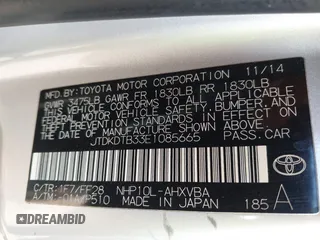 MFD BY: TOYOTA MOTOR CORPORATION 11/14
GVWR 3475LB GAWR FR 1830LB RR 1830LB
THIS VEHICLE CONFORMS TO ALL APPLICABLE
FEDERAL MOTOR VEHICLE SAFETY, BUMPER, AND
THEFT PREVENTION STANDARDS IN EFFECT ON
THE DATE OF MANUFACTURE SHOWN ABOVE.
JTDKDTB33E1085665 PASS.CAR
C/TR:1F7/FF28 NHP10L-AHXVBA
A/TM:-01A/P510 MADE IN JAPAN 185 A
TOYOTA
DEALERSHIP